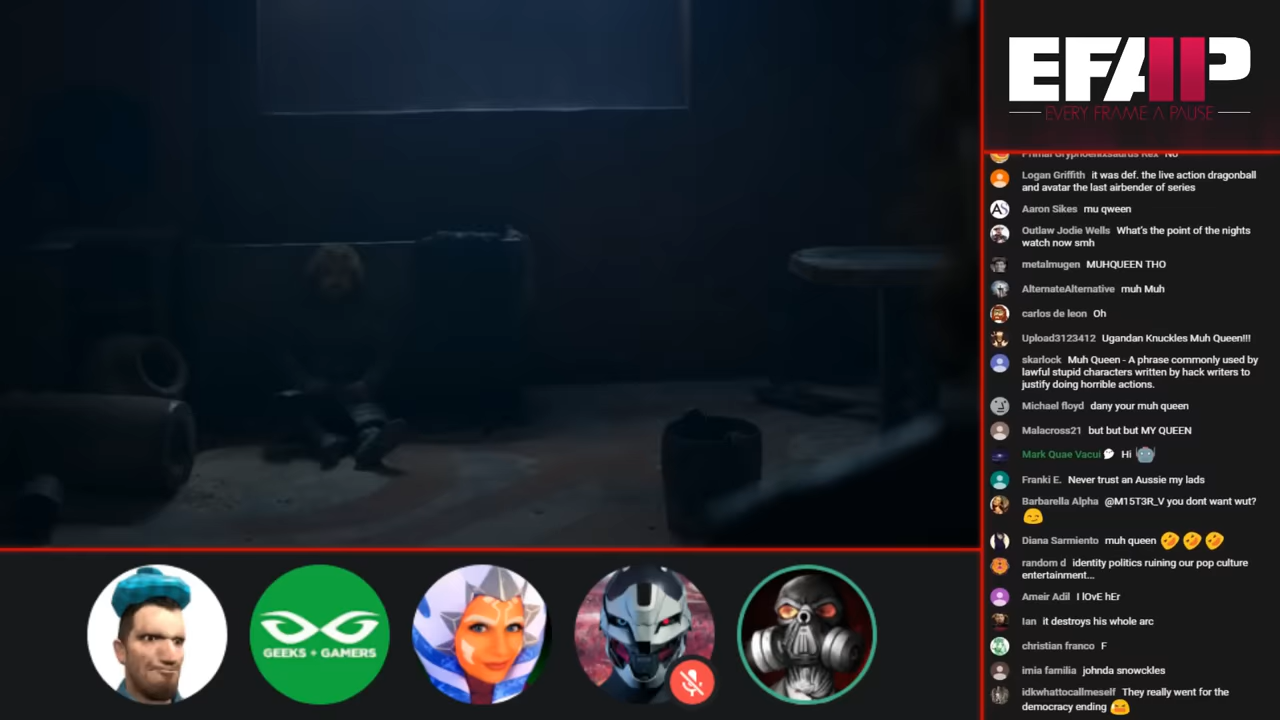 EFAP
EVERY FRAME A PAUSE
Primal Gryphoenixsaurus Rex No
Logan Griffith it was def. the live action dragonball
and avatar the last airbender of series
AS
Aaron Sikes mu qween
Outlaw Jodie Wells What's the point of the nights
watch now smh
metalmugen MUHQUEEN THO
AlternateAlternative muh Muh
carlos de leon Oh
Upload3123412 Ugandan Knuckles Muh Queen!!!
skarlock Muh Queen - A phrase commonly used by
lawful stupid characters written by hack writers to
justify doing horrible actions.
Michael floyd dany your muh queen
Malacross21 but but but MY QUEEN
Mark Quae Vacui Hi
Franki E. Never trust an Aussie my lads
Barbarella Alpha @M15T3R_V you dont want wut?
Diana Sarmiento muh queen
random d identity politics ruining our pop culture
entertainment...
Ameir Adil I lOvE hEr
Ian it destroys his whole arc
christian franco F
imia familia johnda snowckles
idkwhattocallmeself They really went for the
democracy ending
GEEKS + GAMERS